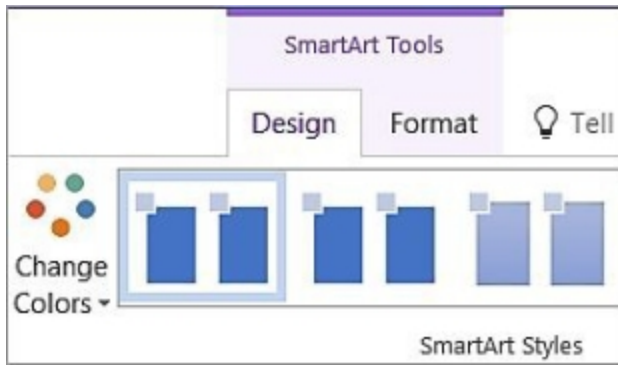 SmartArt Tools
Design Format Tell
Change
Colors
SmartArt Styles